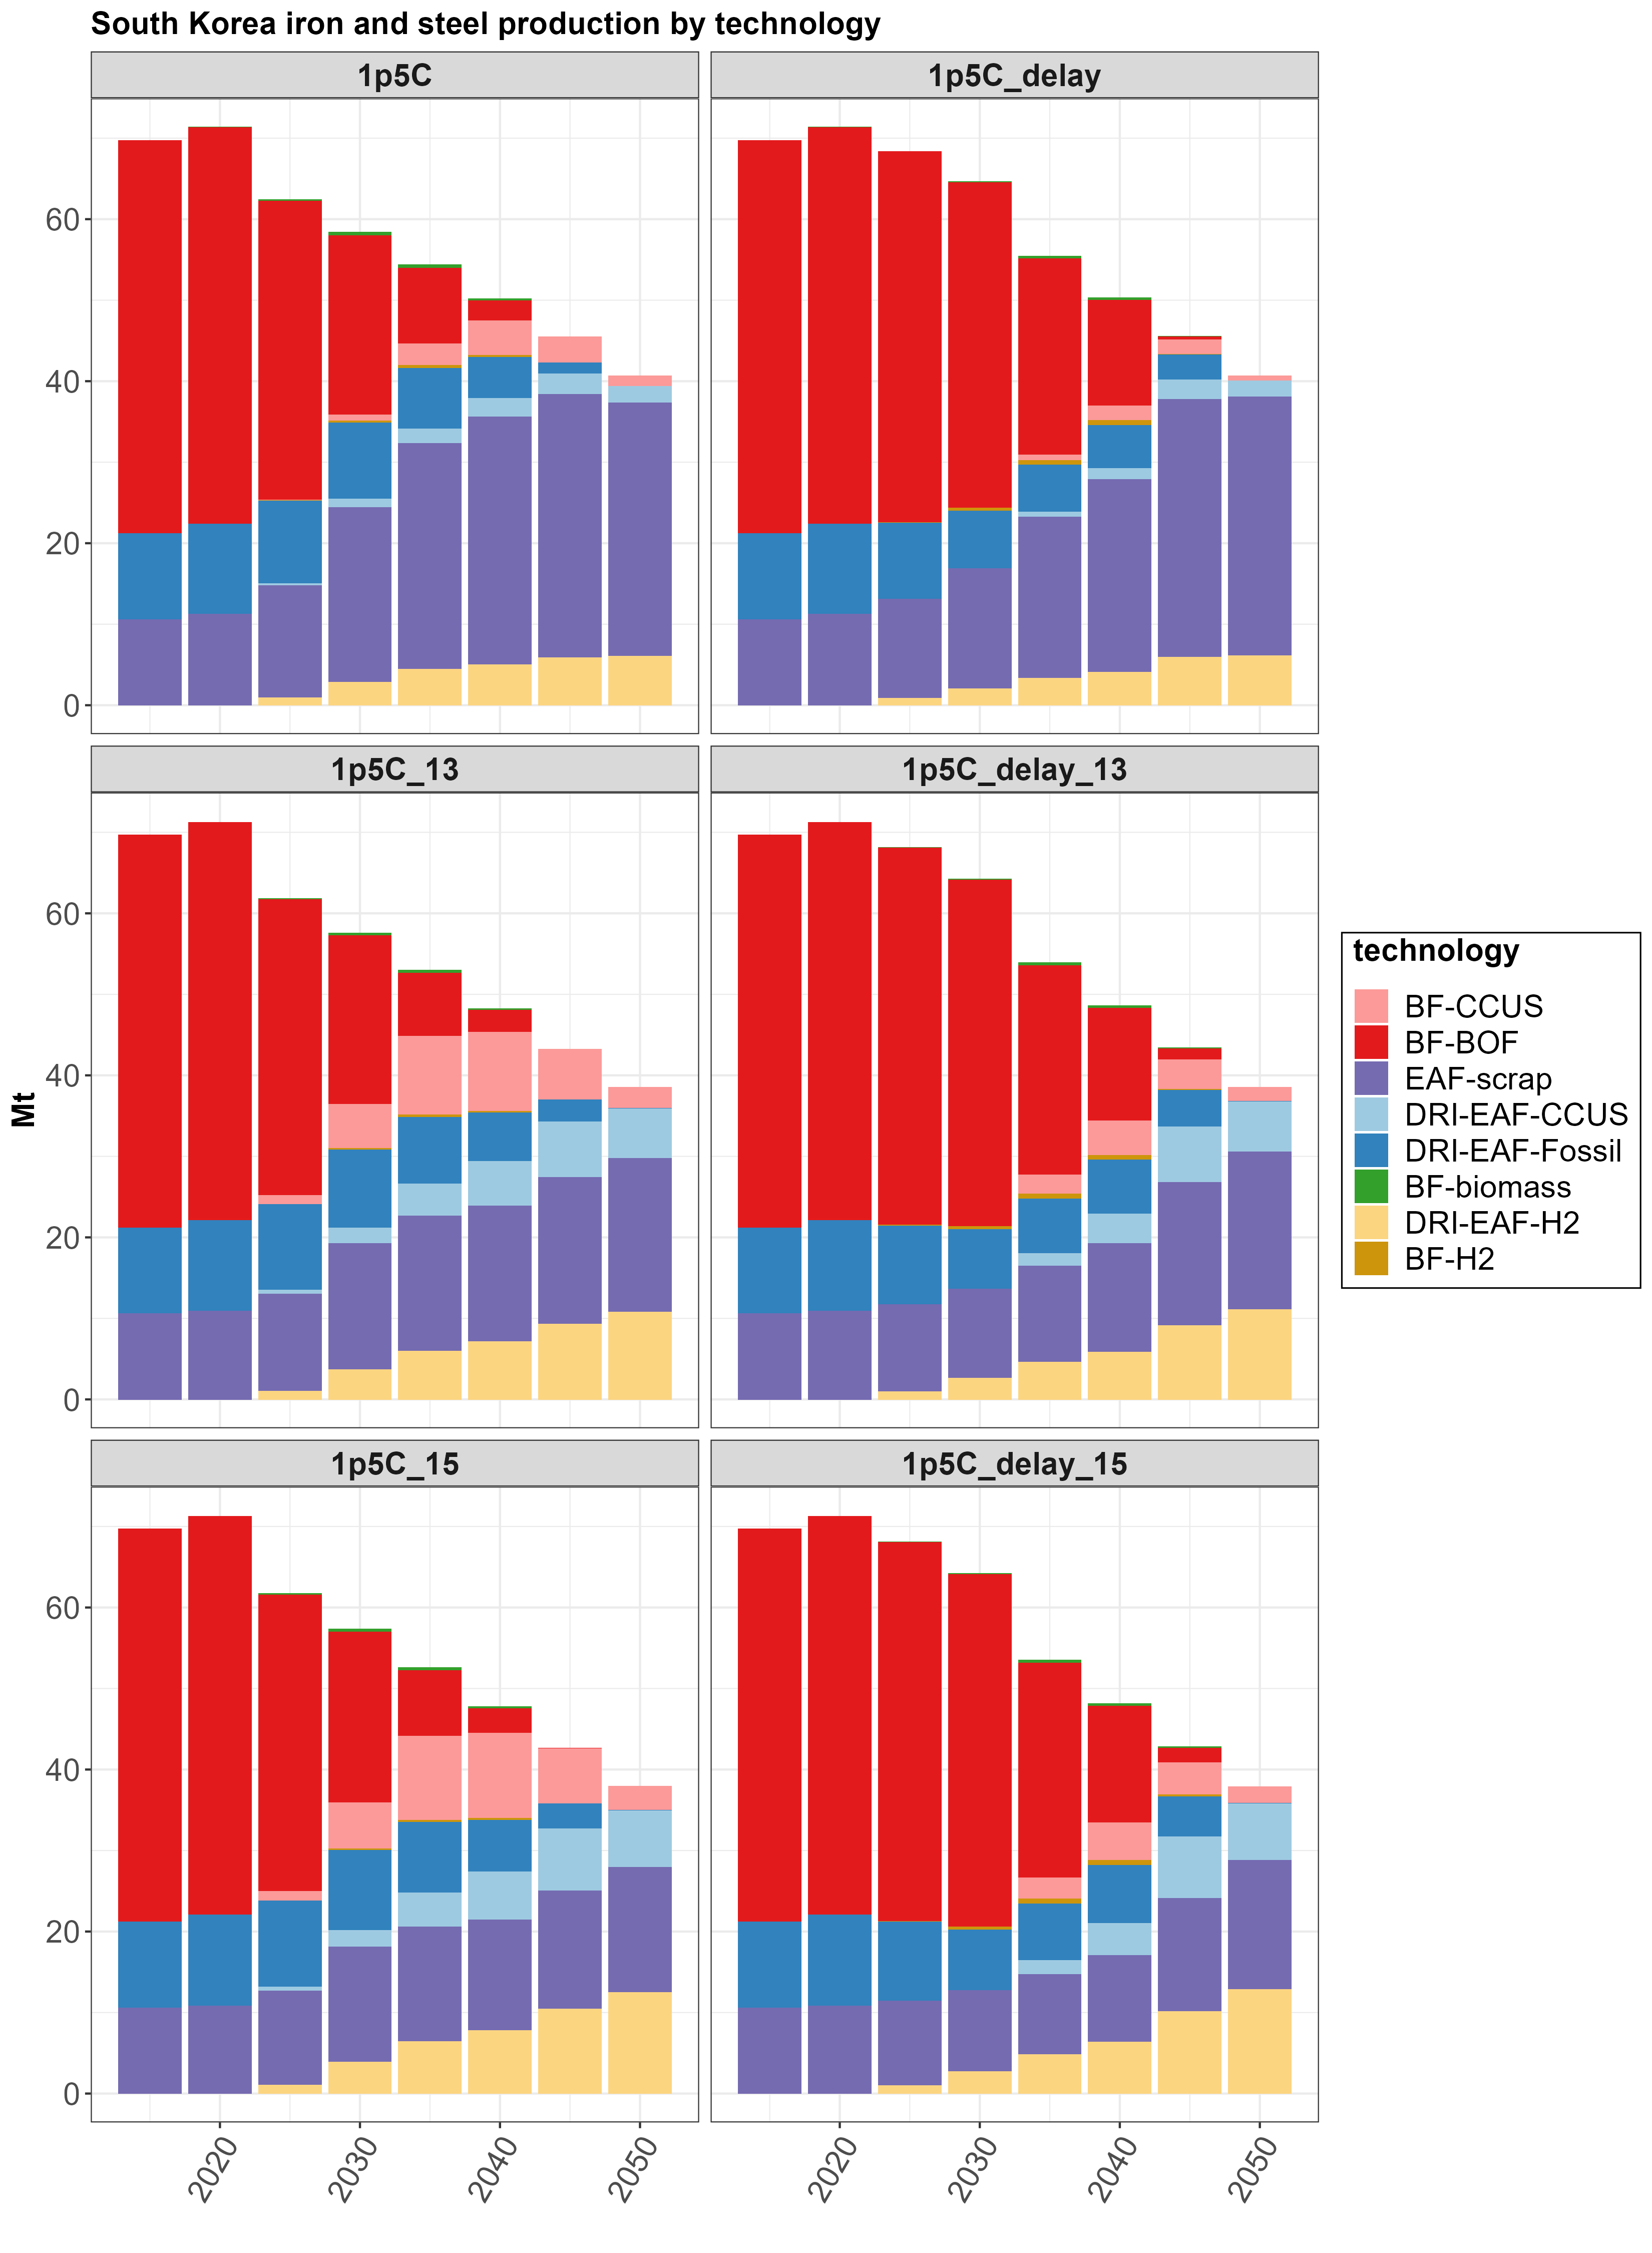 South Korea iron and steel production by technology
1p5C
1p5C_delay
60
40
20
0
1p5C_13
1p5C_delay_13
60
40
20
0
Mt
1p5C_15
1p5C_delay_15
60
40
20
0
2020
2030
2040
2050
2020
2030
2040
2050
technology
BF-CCUS
BF-BOF
EAF-scrap
DRI-EAF-CCUS
DRI-EAF-Fossil
BF-biomass
DRI-EAF-H2
BF-H2